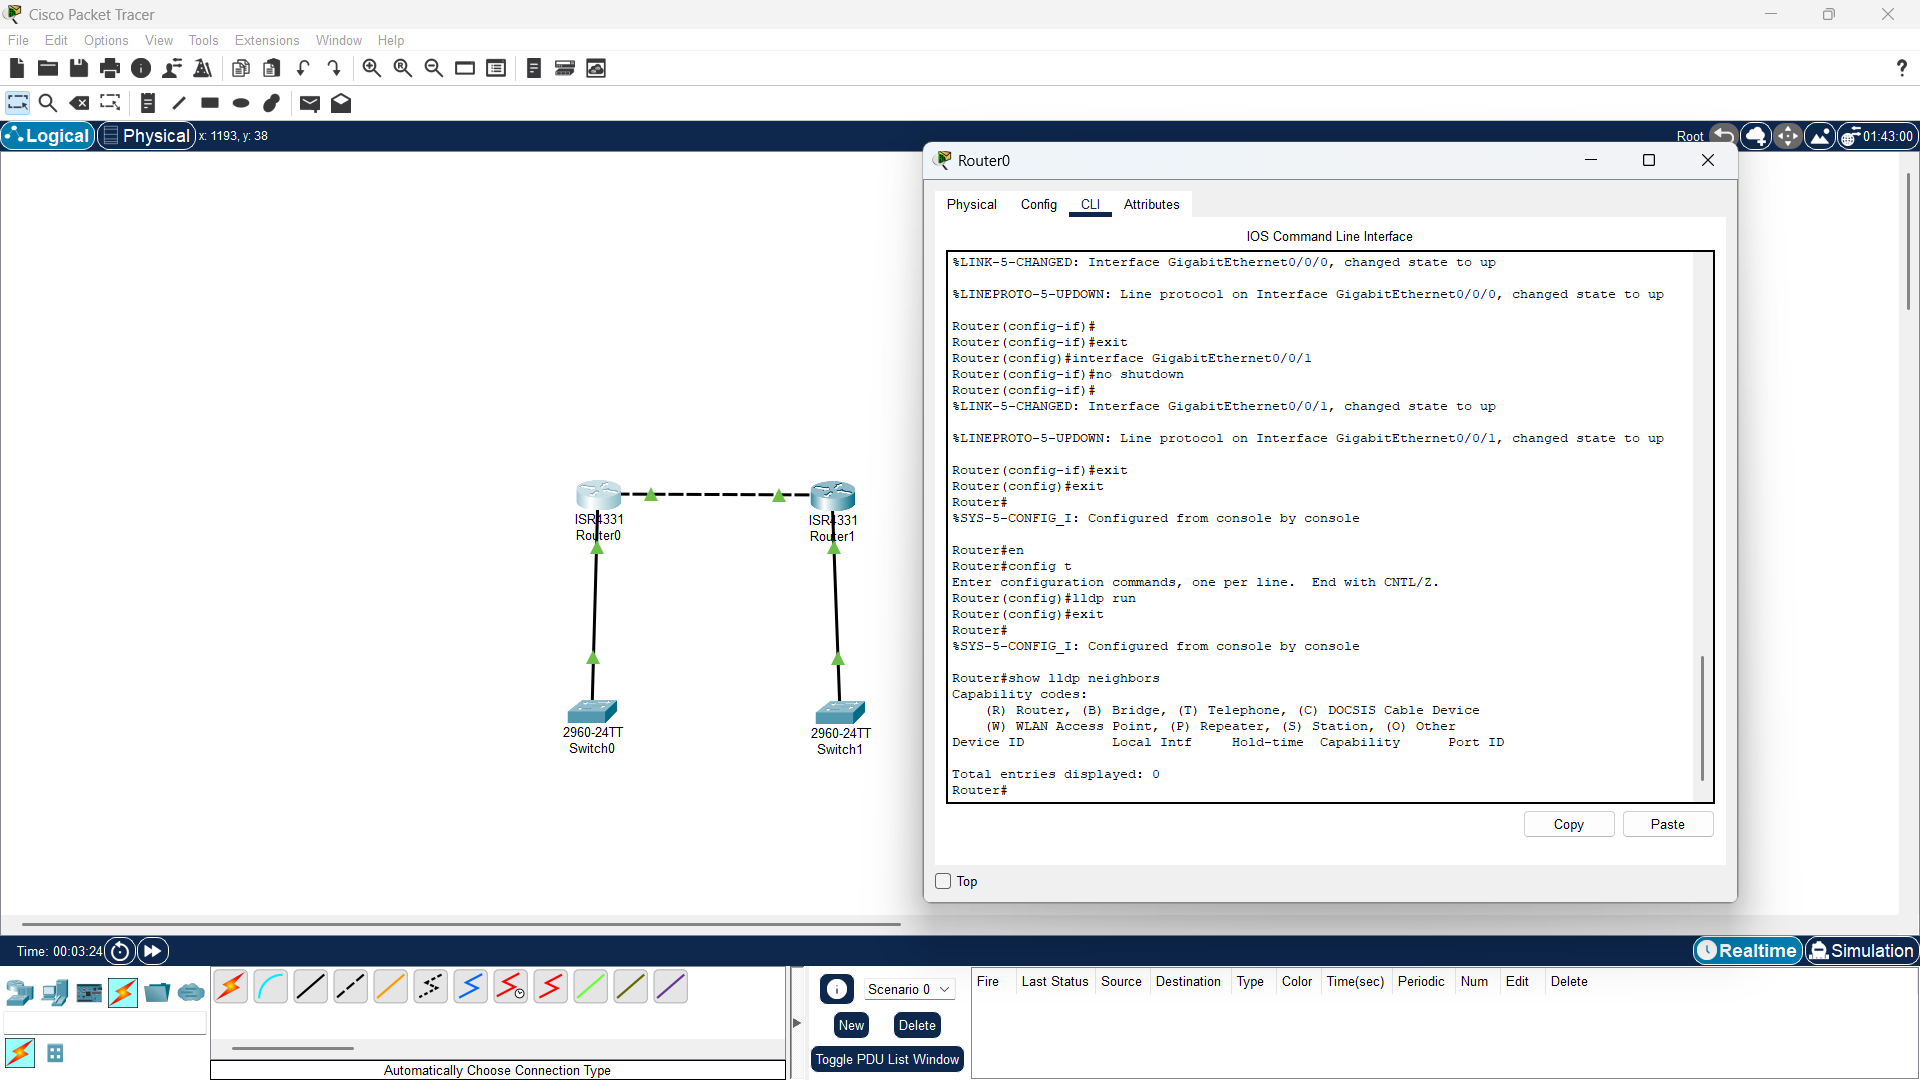 Cisco Packet Tracer
File Edit Options View Tools Extensions Window Help
?
Logical Physical x: 1193, y: 38
Root 01:43:00
Router0
Physical Config CLI Attributes
IOS Command Line Interface
%LINK-5-CHANGED: Interface GigabitEthernet0/0/0, changed state to up
%LINEPROTO-5-UPDOWN: Line protocol on Interface GigabitEthernet0/0/0, changed state to up
Router(config-if)#
Router(config-if)#exit
Router(config)#interface GigabitEthernet0/0/1
Router(config-if)#no shutdown
Router(config-if)#
%LINK-5-CHANGED: Interface GigabitEthernet0/0/1, changed state to up
%LINEPROTO-5-UPDOWN: Line protocol on Interface GigabitEthernet0/0/1, changed state to up
Router(config-if)#exit
Router(config)#exit
Router#
%SYS-5-CONFIG_I: Configured from console by console
Router#en
Router#config t
Enter configuration commands, one per line.  End with CNTL/Z.
Router(config)#lldp run
Router(config)#exit
Router#
%SYS-5-CONFIG_I: Configured from console by console
Router#show lldp neighbors
Capability codes:
(R) Router, (B) Bridge, (T) Telephone, (C) DOCSIS Cable Device
(W) WLAN Access Point, (P) Repeater, (S) Station, (O) Other
Device ID Local Intf Hold-time Capability Port ID
Total entries displayed: 0
Router#
Copy Paste
Top
ISR4331
Router0
ISR4331
Router1
2960-24TT
Switch0
2960-24TT
Switch1
Time: 00:03:24
Realtime Simulation
Automatically Choose Connection Type
Scenario 0
New Delete
Toggle PDU List Window
Fire Last Status Source Destination Type Color Time(sec) Periodic Num Edit Delete